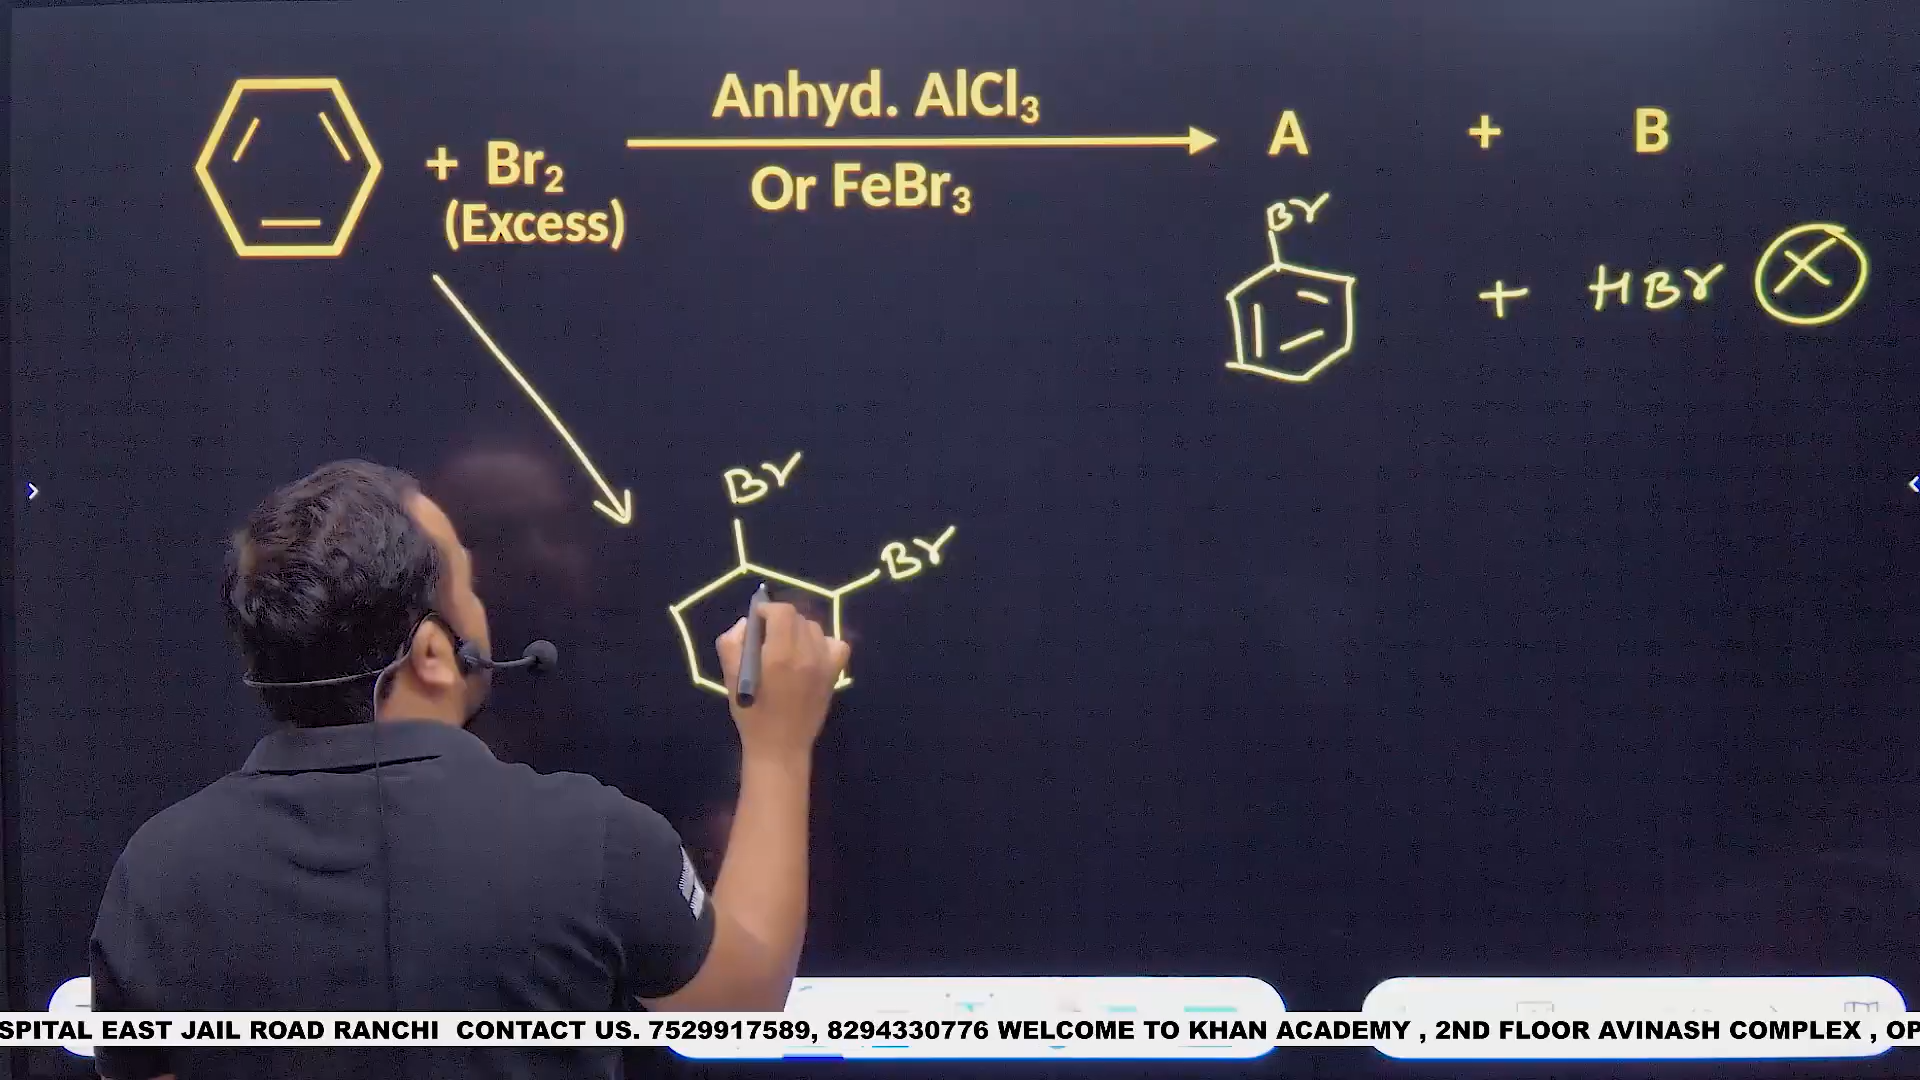 Anhyd. AlCl₃
+ Br₂
(Excess)
Or FeBr₃
A + B
Br
+ HBr
Br
Br
SPITAL EAST JAIL ROAD RANCHI CONTACT US. 7529917589, 8294330776 WELCOME TO KHAN ACADEMY , 2ND FLOOR AVINASH COMPLEX , OP